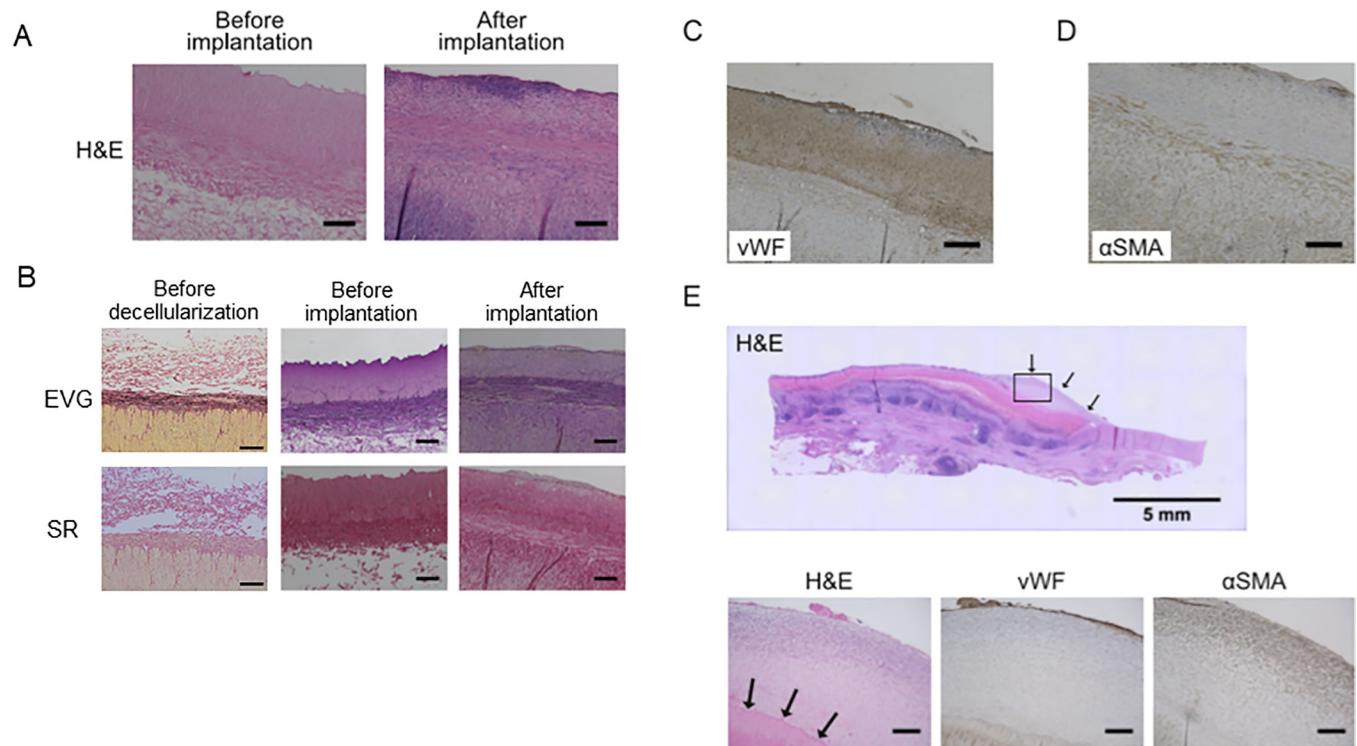 A
Before
implantation
After
implantation
H&E
B
Before
decellularization
Before
implantation
After
implantation
EVG
SR
C
vWF
D
αSMA
E
H&E
5 mm
H&E
vWF
αSMA